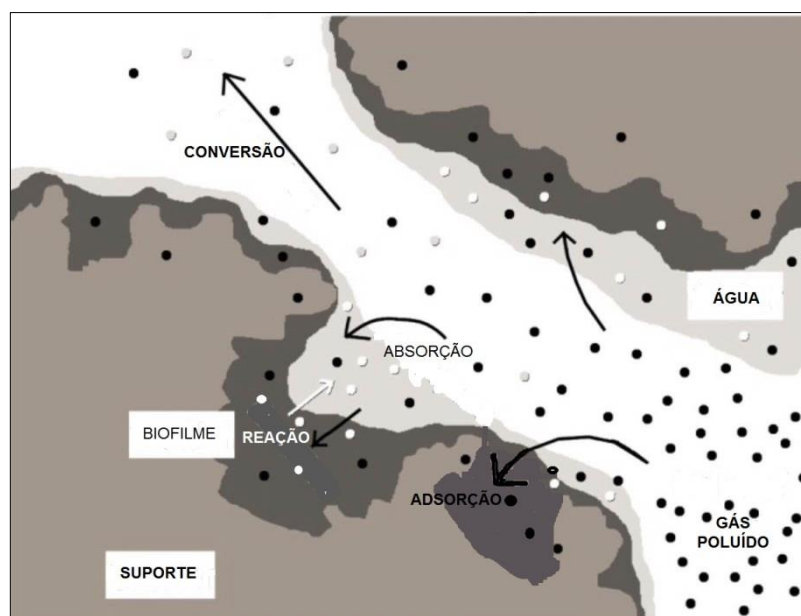 CONVERSÃO
ÁGUA
ABSORÇÃO
BIOFILME
REAÇÃO
ADSORÇÃO
GÁS
POLUÍDO
SUPORTE